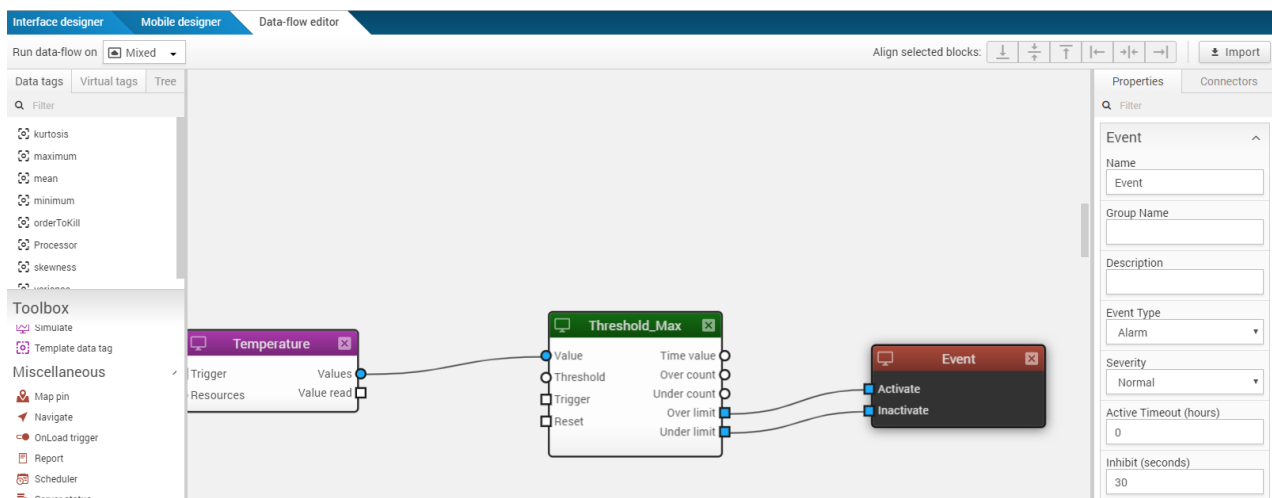 Interface designer Mobile designer Data-flow editor
Run data-flow on Mixed Align selected blocks: Import
Data tags Virtual tags Tree
Filter
kurtosis
maximum
mean
minimum
orderToKill
Processor
skewness
variance
Toolbox
Simulate
Template data tag
Miscellaneous
Map pin
Navigate
OnLoad trigger
Report
Scheduler
Server status
Temperature
Trigger Values
Resources Value read
Threshold_Max
Value Time value
Threshold Over count
Trigger Under count
Reset Over limit
Under limit
Event
Activate
Inactivate
Properties Connectors
Filter
Event
Name
Event
Group Name
Description
Event Type
Alarm
Severity
Normal
Active Timeout (hours)
0
Inhibit (seconds)
30